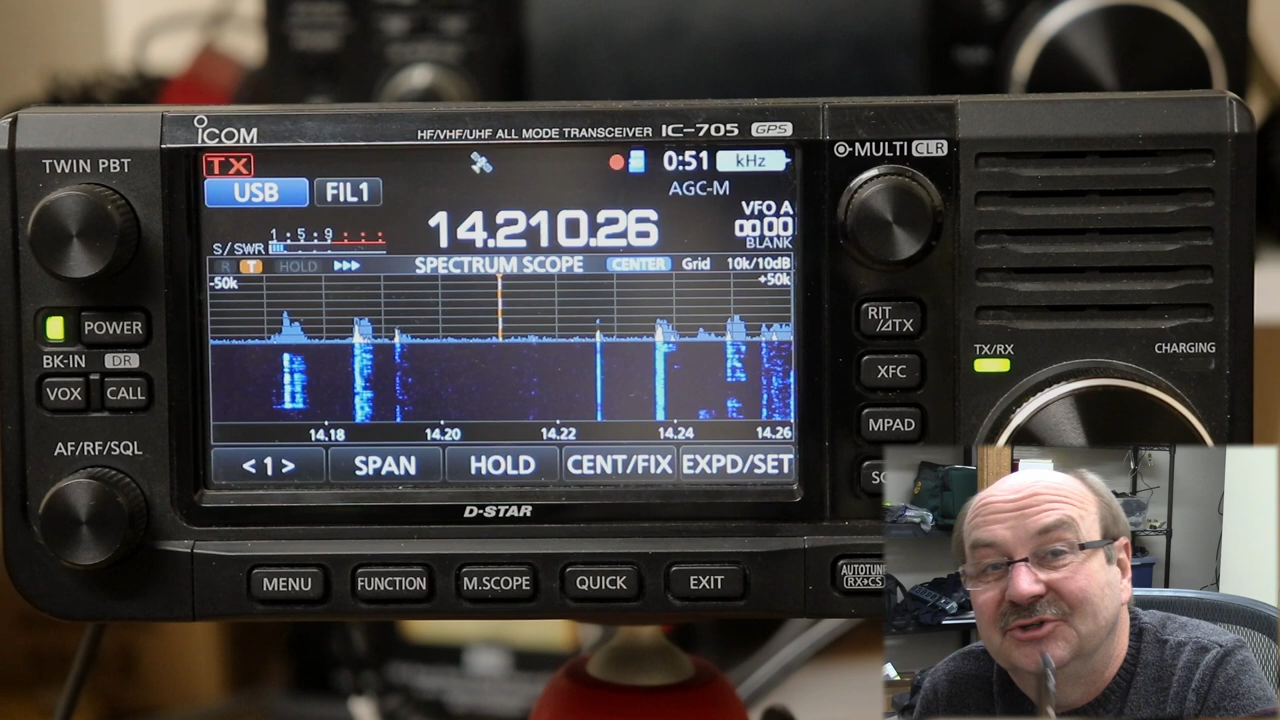 ICOM
HF/VHF/UHF ALL MODE TRANSCEIVER IC-705 GPS
TWIN PBT
MULTI CLR
TX
0:51 kHz
USB FIL1
AGC-M
14.210.26
VFO A
00 00
BLANK
1 • 5 • 9
S/SWR
R T HOLD SPECTRUM SCOPE CENTER Grid 10k/10dB
-50k +50k
14.18 14.20 14.22 14.24 14.26
< 1 > SPAN HOLD CENT/FIX EXPD/SET
POWER
BK-IN DR
VOX CALL
AF/RF/SQL
RIT
/⊿TX
XFC
MPAD
TX/RX CHARGING
D-STAR
MENU FUNCTION M.SCOPE QUICK EXIT
AUTOTUNE
RX→CS